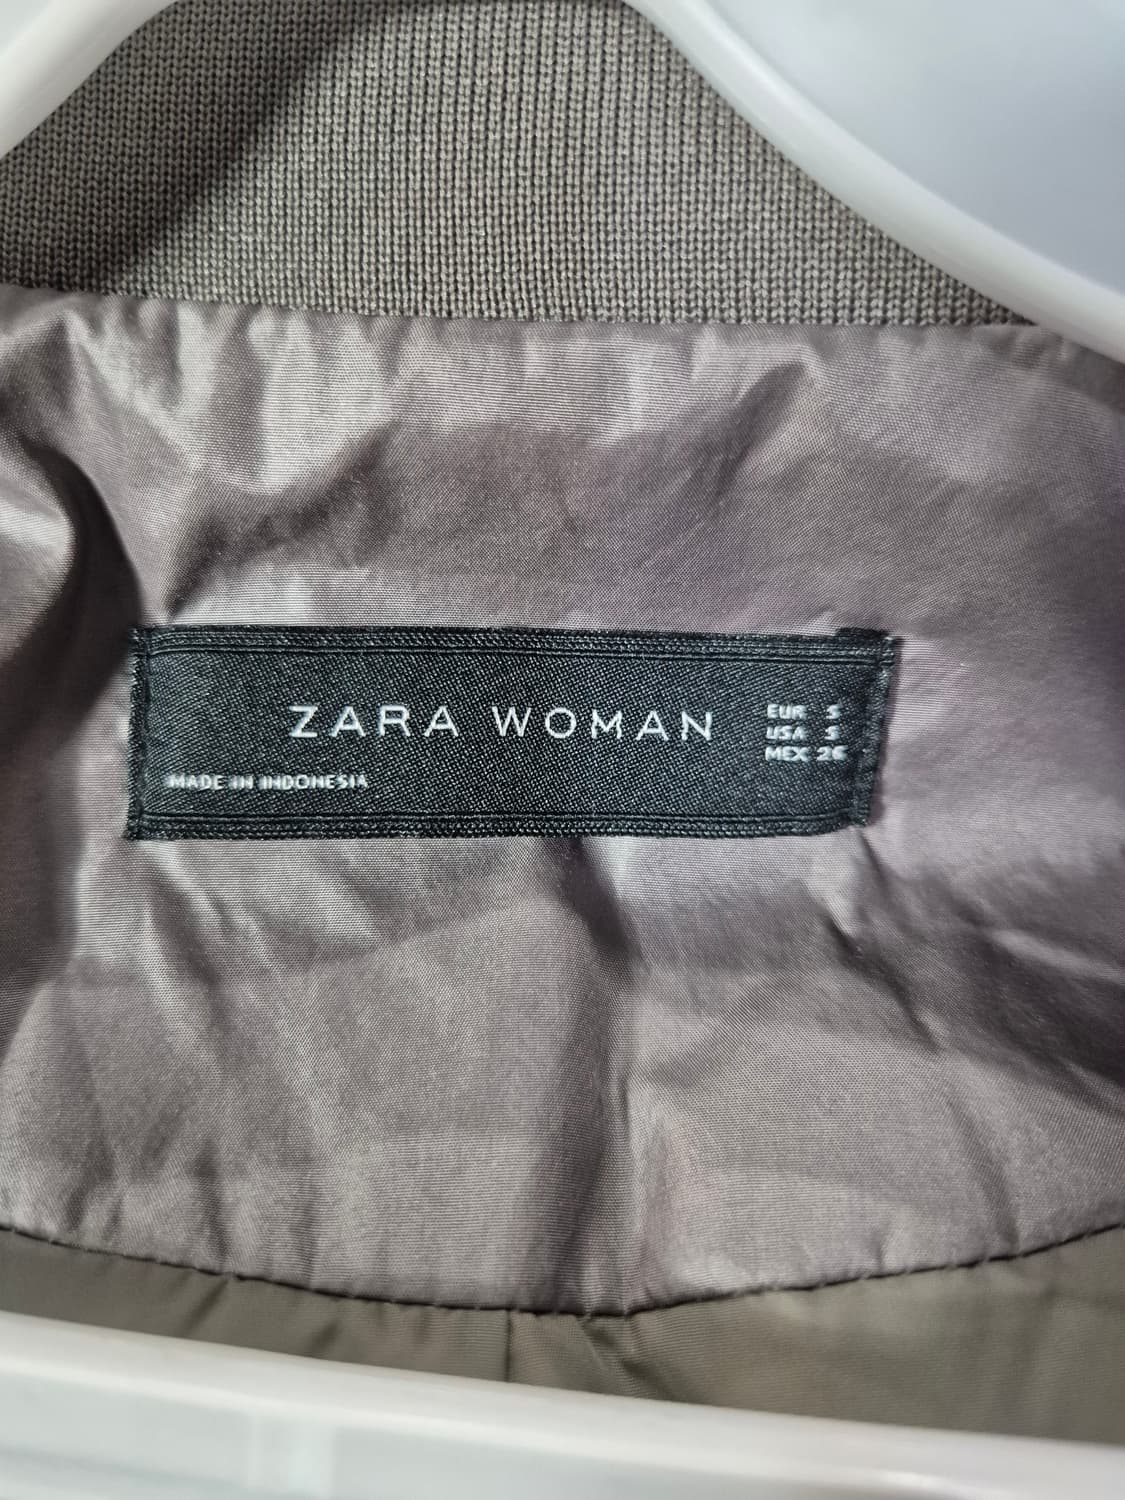 ZARA WOMAN
EUR S
USA S
MEX 26
MADE IN INDONESIA